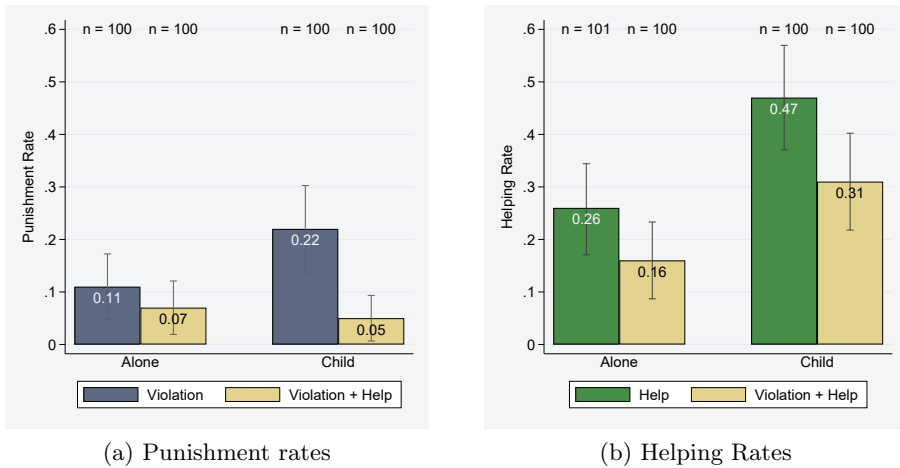 n = 100 n = 100 n = 100 n = 100
.6
.5
.4
.3
.2
.1
0
Punishment Rate
0.11
0.07
0.22
0.05
Alone Child
Violation Violation + Help
(a) Punishment rates
n = 101 n = 100 n = 100 n = 100
.6
.5
.4
.3
.2
.1
0
Helping Rate
0.26
0.16
0.47
0.31
Alone Child
Help Violation + Help
(b) Helping Rates